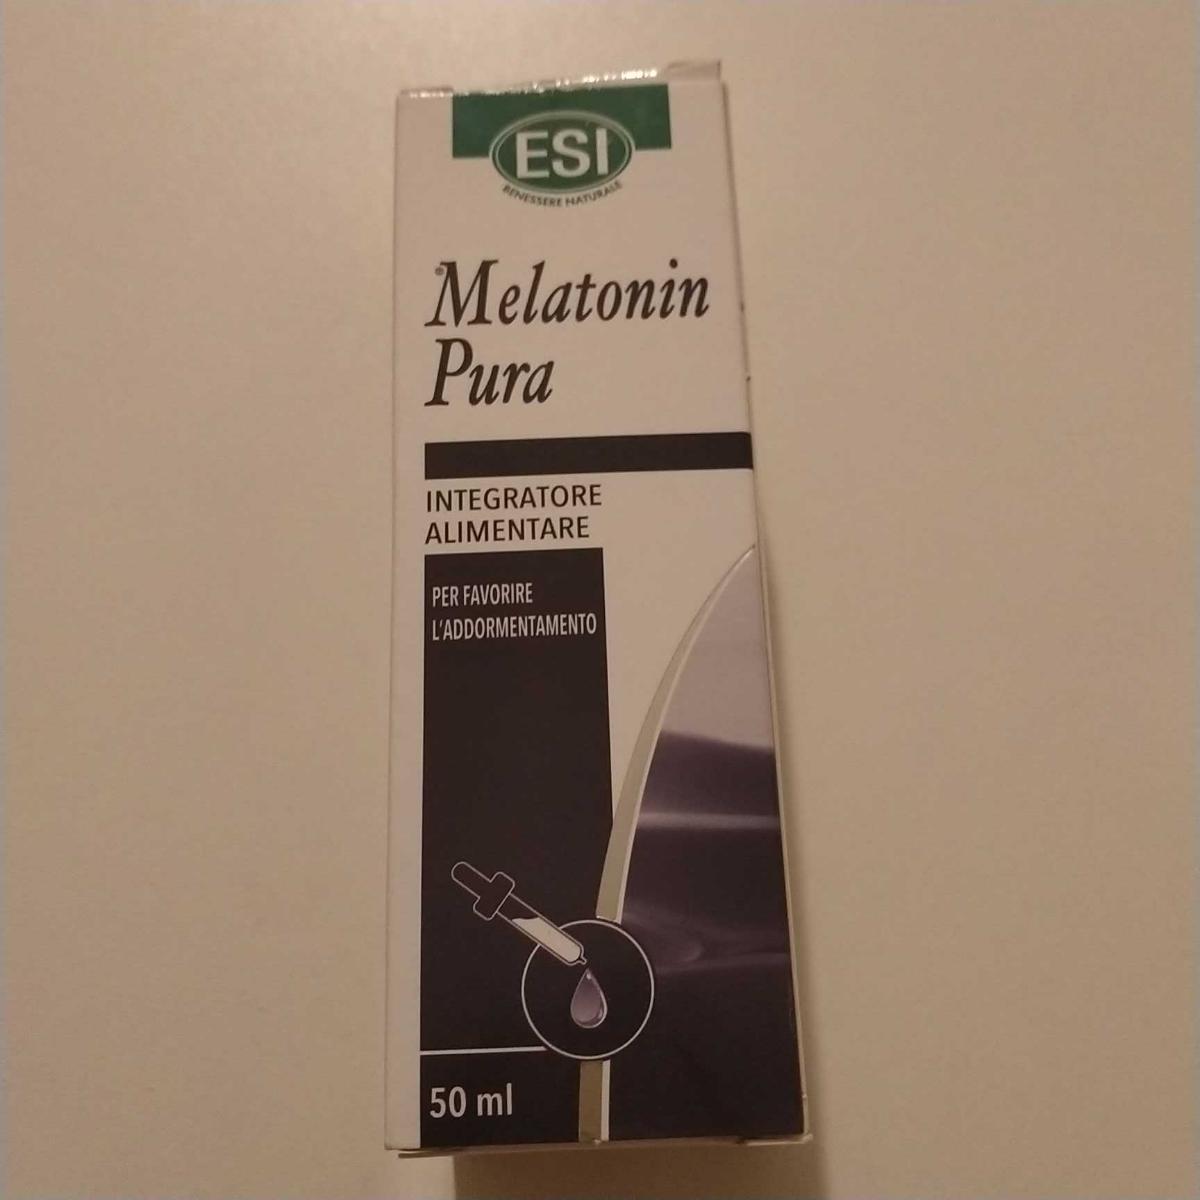 ESI
BENESSERE NATURALE
®Melatonin
Pura
INTEGRATORE
ALIMENTARE
PER FAVORIRE
L'ADDORMENTAMENTO
50 ml